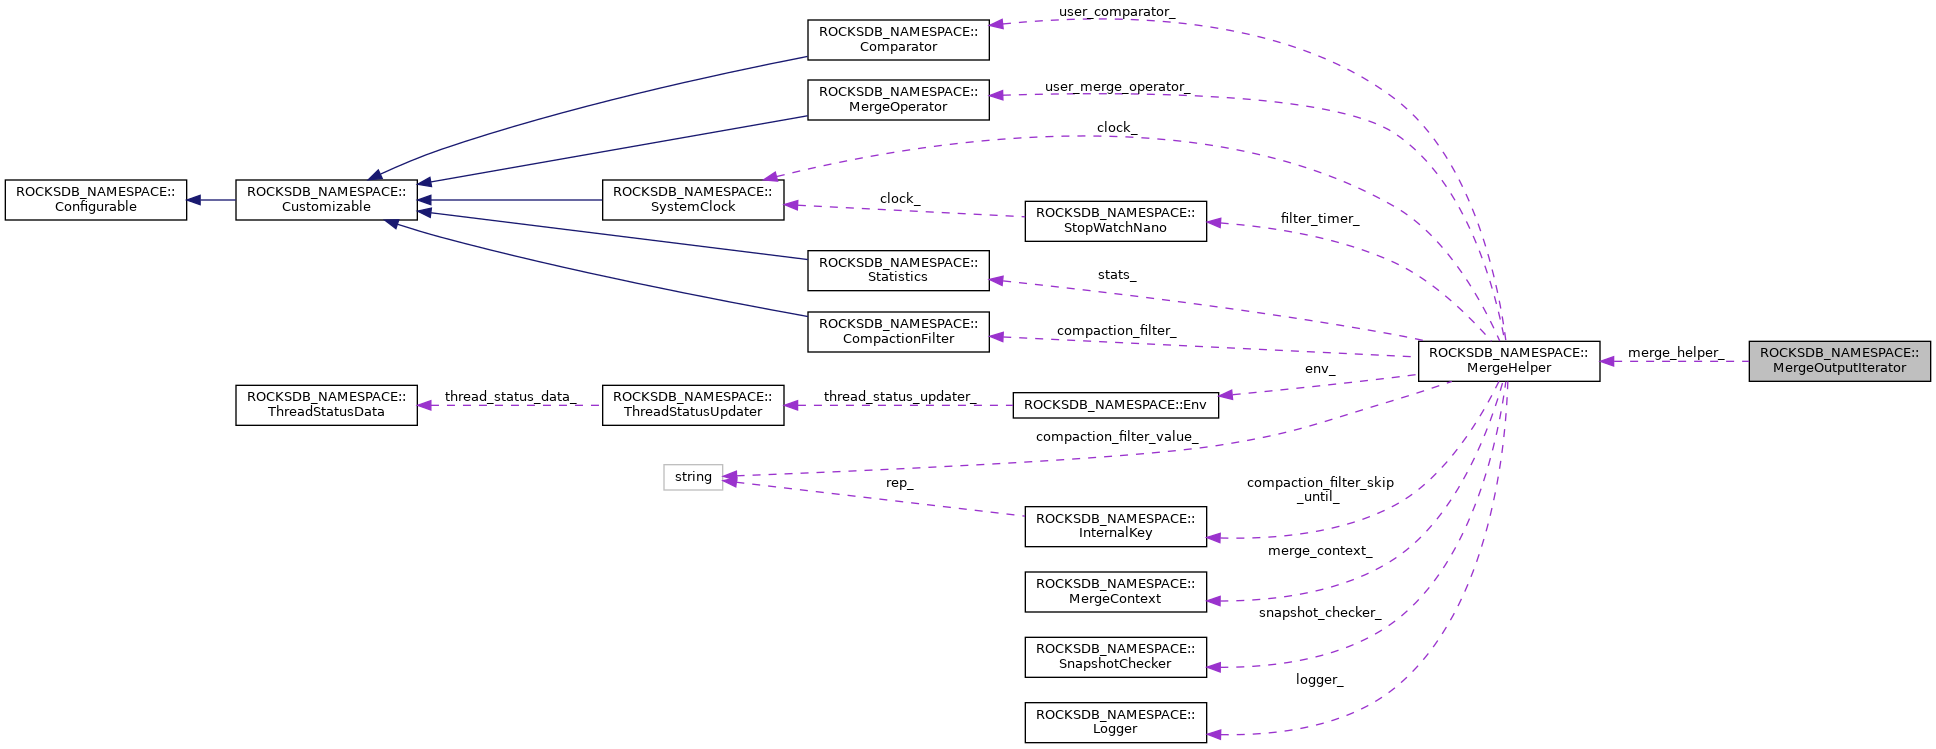 user_comparator_
ROCKSDB_NAMESPACE::
Comparator
user_merge_operator_
ROCKSDB_NAMESPACE::
MergeOperator
clock_
ROCKSDB_NAMESPACE::
Configurable
ROCKSDB_NAMESPACE::
Customizable
ROCKSDB_NAMESPACE::
SystemClock
clock_
ROCKSDB_NAMESPACE::
StopWatchNano
filter_timer_
ROCKSDB_NAMESPACE::
Statistics
stats_
ROCKSDB_NAMESPACE::
CompactionFilter
compaction_filter_
ROCKSDB_NAMESPACE::
MergeHelper
merge_helper_
ROCKSDB_NAMESPACE::
MergeOutputIterator
env_
ROCKSDB_NAMESPACE::
ThreadStatusData
thread_status_data_
ROCKSDB_NAMESPACE::
ThreadStatusUpdater
thread_status_updater_
ROCKSDB_NAMESPACE::Env
compaction_filter_value_
string
rep_
compaction_filter_skip
_until_
ROCKSDB_NAMESPACE::
InternalKey
merge_context_
ROCKSDB_NAMESPACE::
MergeContext
snapshot_checker_
ROCKSDB_NAMESPACE::
SnapshotChecker
logger_
ROCKSDB_NAMESPACE::
Logger